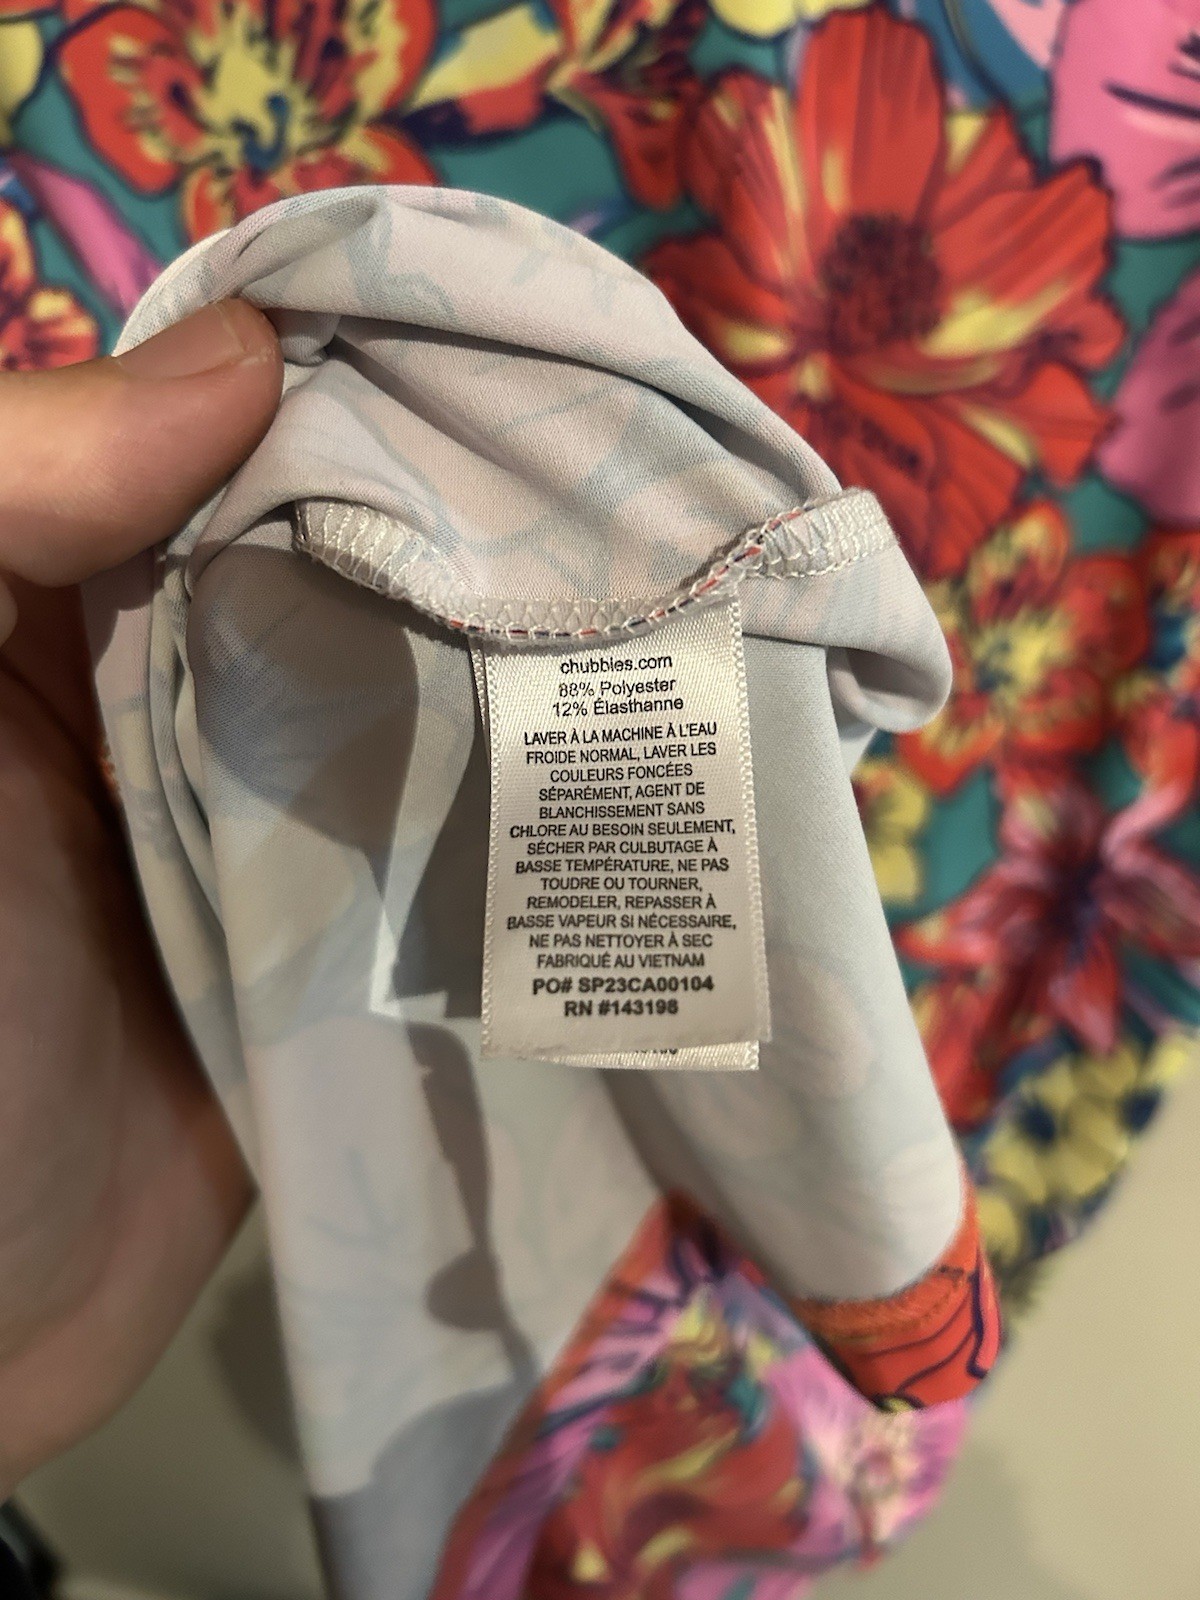 chubbies.com
88% Polyester
12% Élasthanne
LAVER À LA MACHINE À L'EAU
FROIDE NORMAL, LAVER LES
COULEURS FONCÉES
SÉPARÉMENT, AGENT DE
BLANCHISSEMENT SANS
CHLORE AU BESOIN SEULEMENT,
SÉCHER PAR CULBUTAGE À
BASSE TEMPÉRATURE, NE PAS
TOUDRE OU TOURNER,
REMODELER, REPASSER À
BASSE VAPEUR SI NÉCESSAIRE,
NE PAS NETTOYER À SEC
FABRIQUÉ AU VIETNAM
PO# SP23CA00104
RN #143198